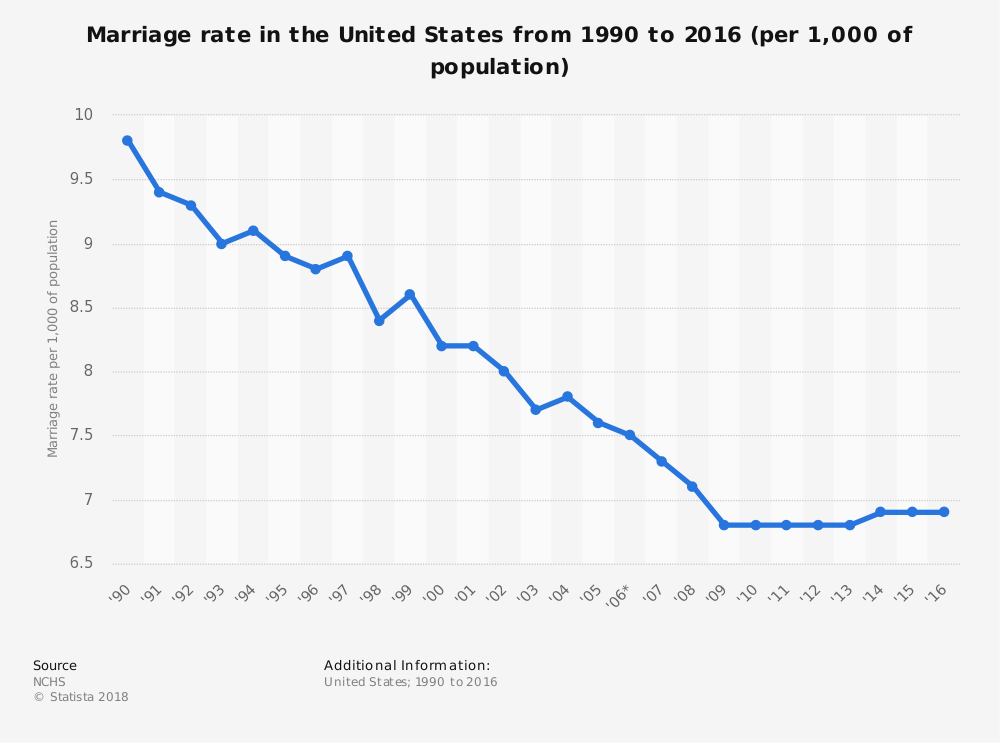 Marriage rate in the United States from 1990 to 2016 (per 1,000 of
population)
Marriage rate per 1,000 of population
10
9.5
9
8.5
8
7.5
7
6.5
'90 '91 '92 '93 '94 '95 '96 '97 '98 '99 '00 '01 '02 '03 '04 '05 '06* '07 '08 '09 '10 '11 '12 '13 '14 '15 '16
Source
NCHS
© Statista 2018
Additional Information:
United States; 1990 to 2016